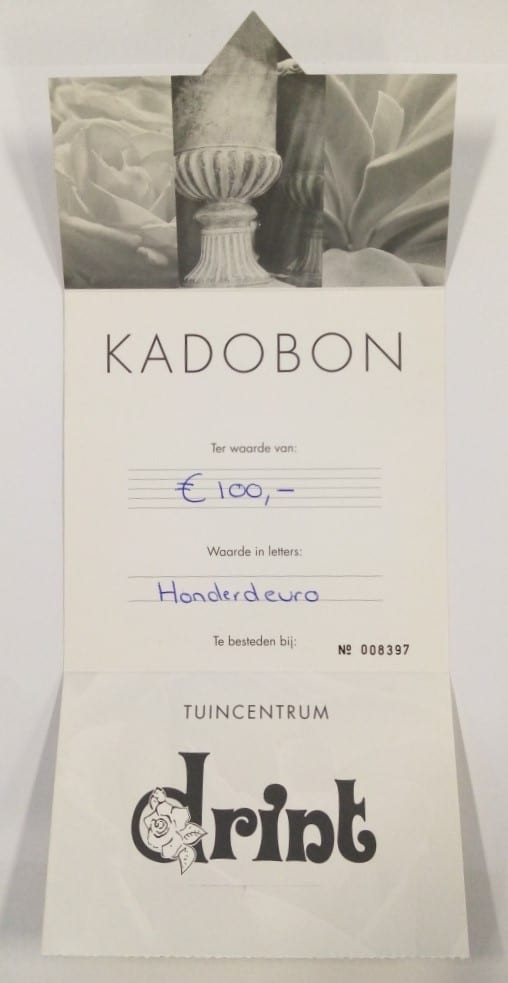 KADOBON
Ter waarde van:
€ 100,-
Waarde in letters:
Honderdeuro
Te besteden bij:
Nº 008397
TUINCENTRUM
drint